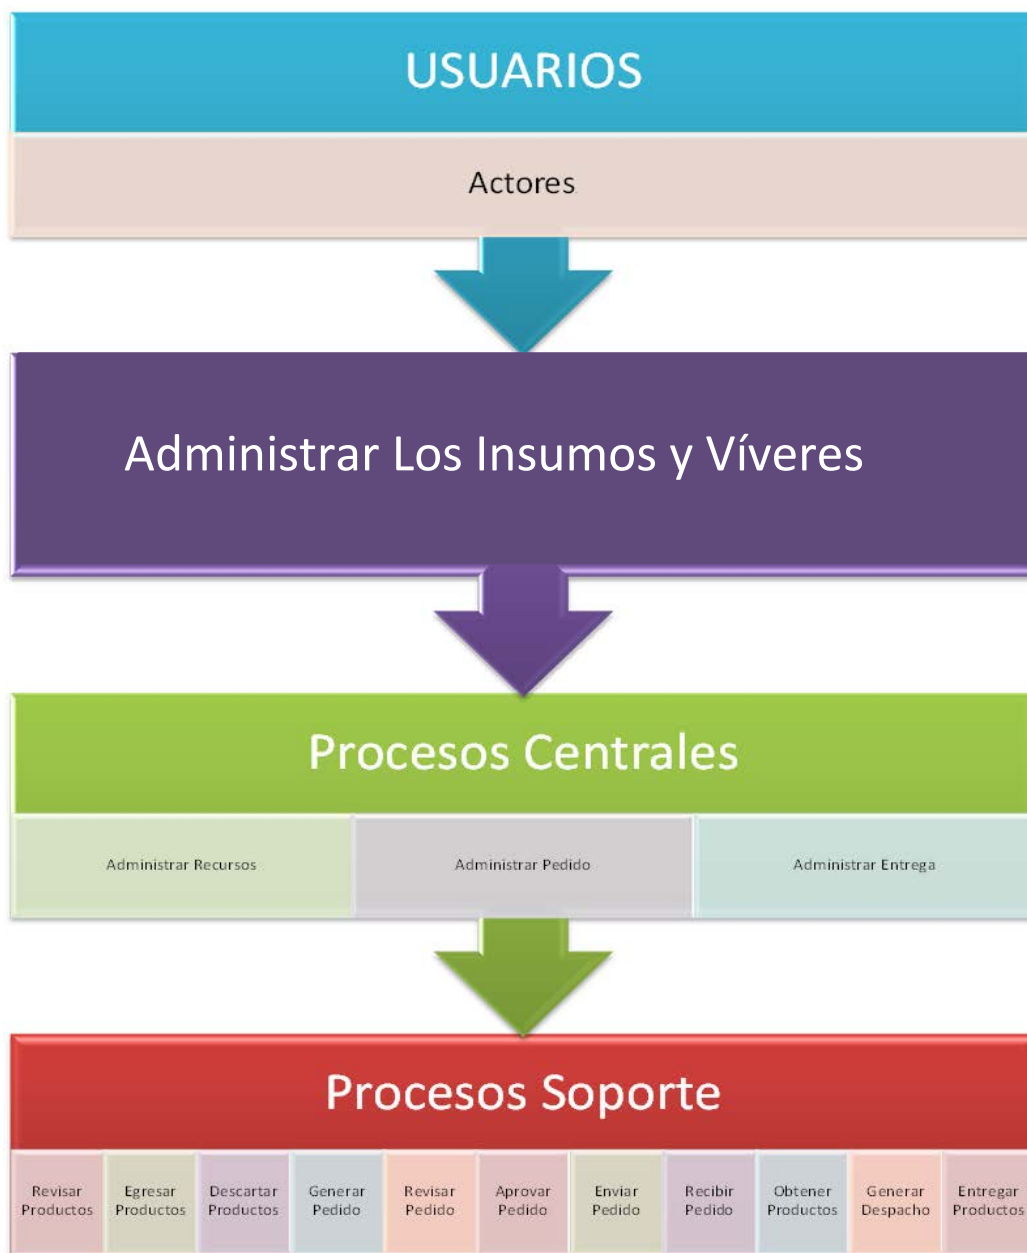 USUARIOS
Actores
Administrar Los Insumos y Víveres
Procesos Centrales
Administrar Recursos
Administrar Pedido
Administrar Entrega
Procesos Soporte
Revisar
Productos
Egresar
Productos
Descartar
Productos
Generar
Pedido
Revisar
Pedido
Aprovar
Pedido
Enviar
Pedido
Recibir
Pedido
Obtener
Productos
Generar
Despacho
Entregar
Productos